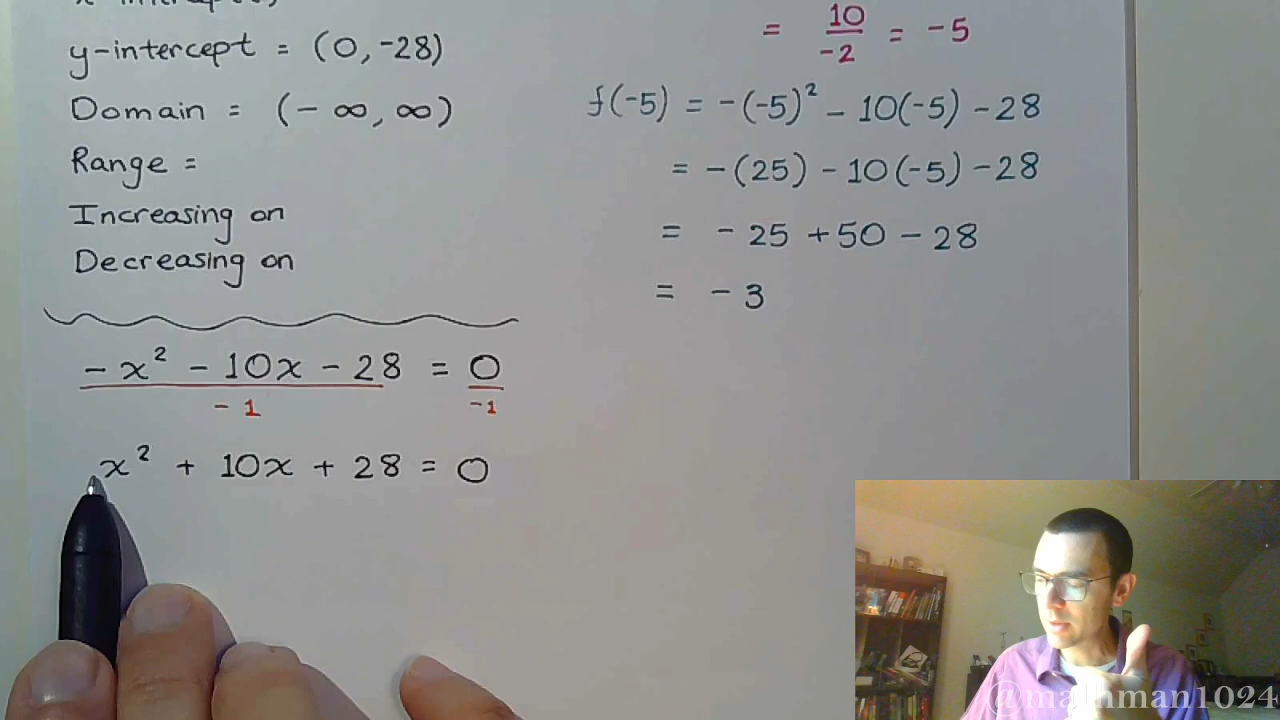 y-intercept = (0, -28)
Domain = (-∞, ∞)
Range =
Increasing on
Decreasing on
-x² - 10x - 28 = 0
-1 -1
x² + 10x + 28 = 0
= 10/-2 = -5
f(-5) = -(-5)² - 10(-5) - 28
= -(25) - 10(-5) - 28
= -25 + 50 - 28
= -3
@mathman1024